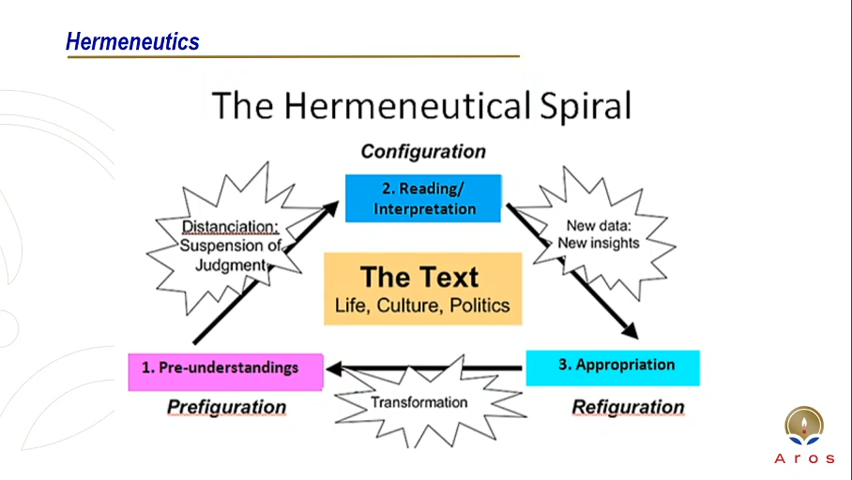 Hermeneutics
The Hermeneutical Spiral
Configuration
2. Reading/
Interpretation
Distanciation:
Suspension of
Judgment
New data:
New insights
The Text
Life, Culture, Politics
1. Pre-understandings
3. Appropriation
Prefiguration
Transformation
Refiguration
Aros